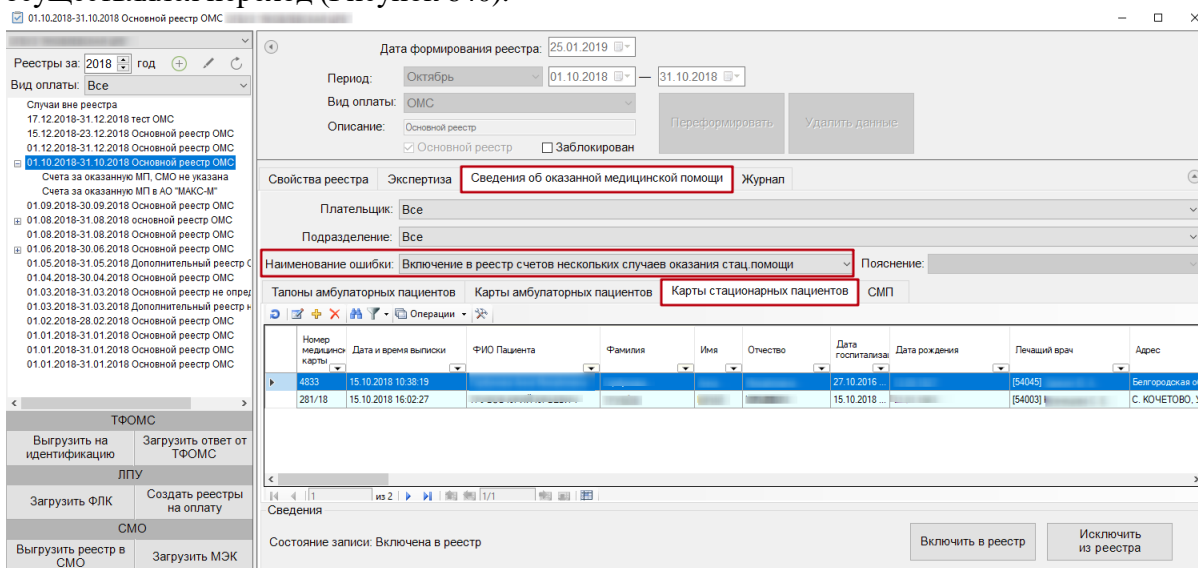 осуществляется переход (Рисунок 340).
01.10.2018-31.10.2018 Основной реестр ОМС
Реестры за: 2018 год
Вид оплаты: Все
Случаи вне реестра
17.12.2018-31.12.2018 тест ОМС
15.12.2018-23.12.2018 Основной реестр ОМС
01.12.2018-31.12.2018 Основной реестр ОМС
01.10.2018-31.10.2018 Основной реестр ОМС
Счета за оказанную МП, СМО не указана
Счета за оказанную МП в АО "МАКС-М"
01.09.2018-30.09.2018 Основной реестр ОМС
01.08.2018-31.08.2018 основной реестр ОМС
01.08.2018-31.08.2018 Основной реестр ОМС
01.06.2018-30.06.2018 Основной реестр ОМС
01.05.2018-31.05.2018 Дополнительный реестр
01.04.2018-30.04.2018 Основной реестр ОМС
01.03.2018-31.03.2018 Основной реестр не опред
01.03.2018-31.03.2018 Дополнительный реестр н
01.02.2018-28.02.2018 Основной реестр ОМС
01.01.2018-31.01.2018 Основной реестр ОМС
01.01.2018-31.01.2018 Основной реестр ОМС
01.01.2018-31.01.2018 Основной реестр ОМС
ТФОМС
Выгрузить на идентификацию
Загрузить ответ от ТФОМС
ЛПУ
Загрузить ФЛК
Создать реестры на оплату
СМО
Выгрузить реестр в СМО
Загрузить МЭК
Дата формирования реестра: 25.01.2019
Период: Октябрь 01.10.2018 — 31.10.2018
Вид оплаты: ОМС
Описание: Основной реестр
Переформировать Удалить данные
Основной реестр Заблокирован
Свойства реестра Экспертиза Сведения об оказанной медицинской помощи Журнал
Плательщик: Все
Подразделение: Все
Наименование ошибки: Включение в реестр счетов нескольких случаев оказания стац.помощи Пояснение:
Талоны амбулаторных пациентов Карты амбулаторных пациентов Карты стационарных пациентов СМП
Операции
Номер медицинск карты Дата и время выписки ФИО Пациента Фамилия Имя Отчество Дата госпитализа Дата рождения Лечащий врач Адрес
4833 15.10.2018 10:38:19 27.10.2016 ... [54045] Белгородская о
281/18 15.10.2018 16:02:27 15.10.2018 ... [54003] С. КОЧЕТОВО,
1 из 2 1/1
Сведения
Состояние записи: Включена в реестр
Включить в реестр
Исключить из реестра